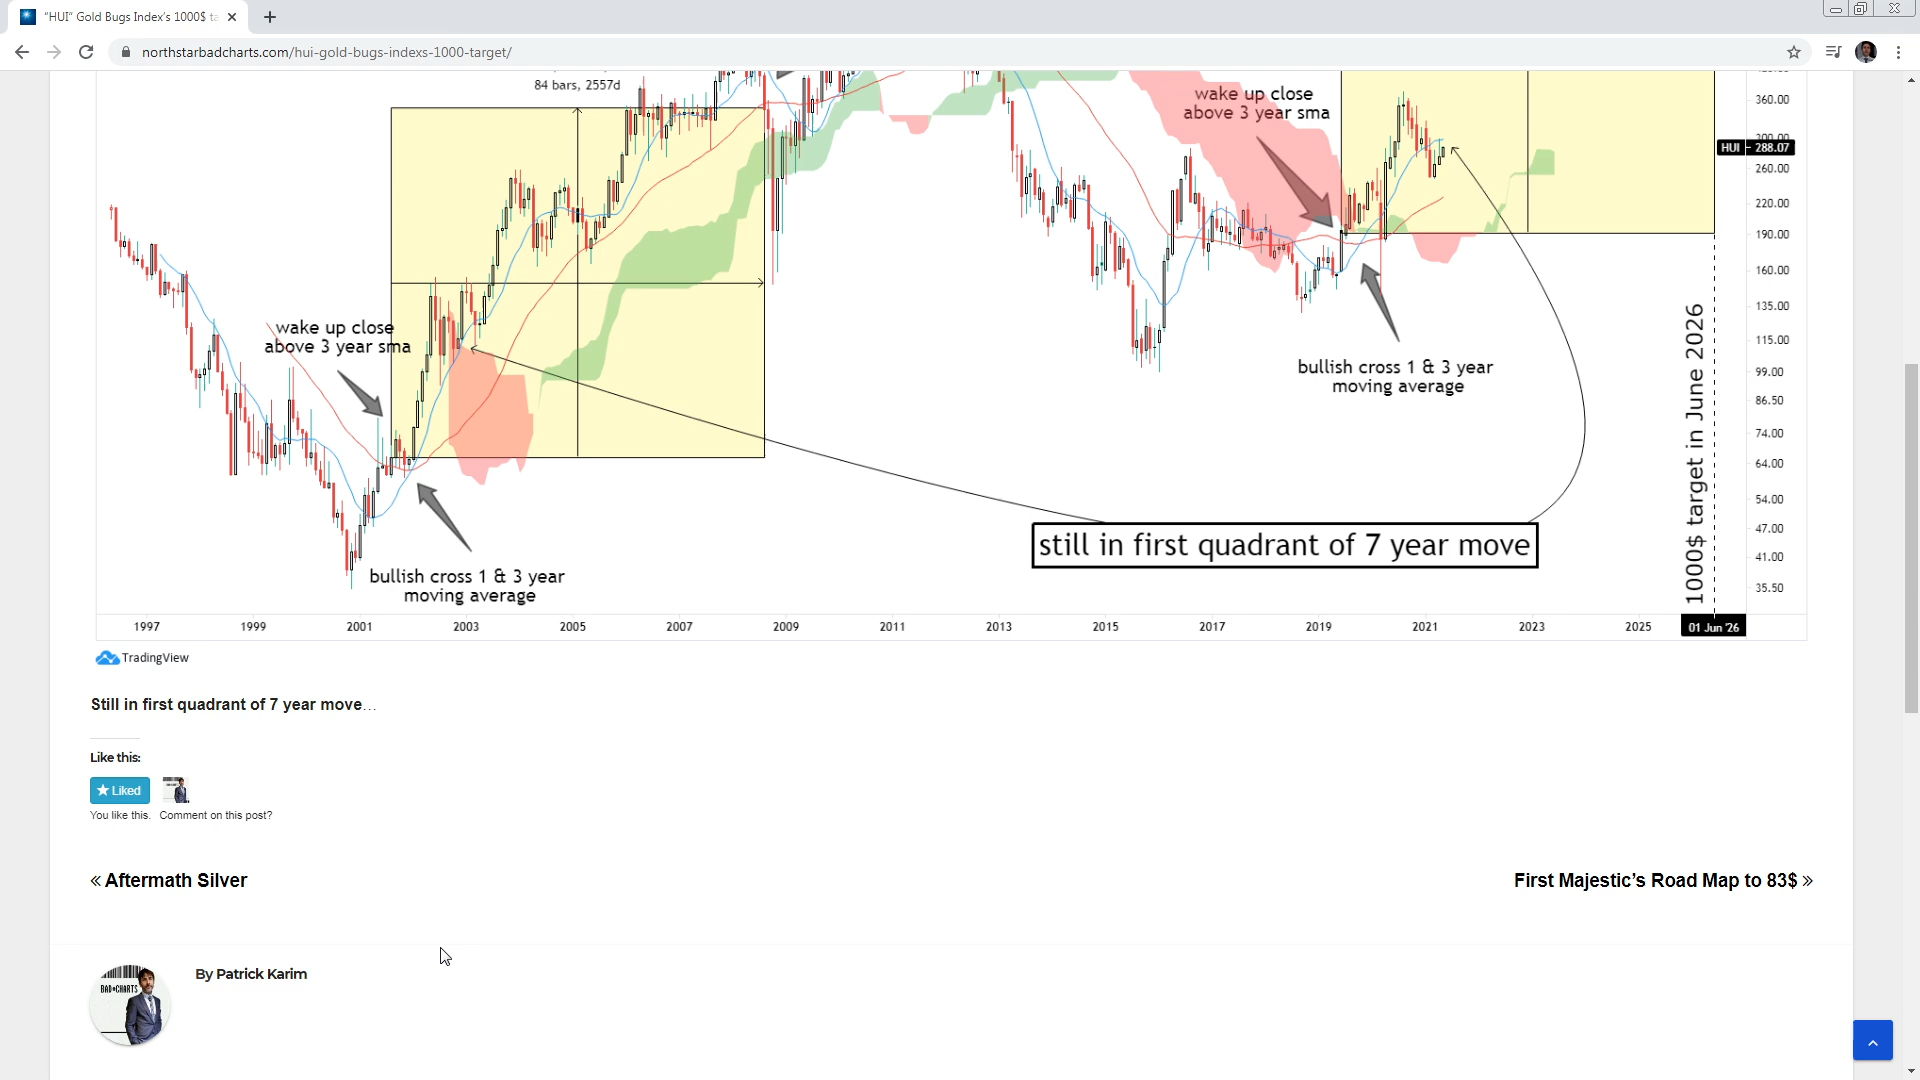 "HUI" Gold Bugs Index's 1000$ ta
northstarbadcharts.com/hui-gold-bugs-indexs-1000-target/
84 bars, 2557d
wake up close
above 3 year sma
360.00
300.00
HUI 288.07
260.00
220.00
190.00
160.00
135.00
115.00
99.00
86.50
74.00
64.00
54.00
47.00
41.00
35.50
wake up close
above 3 year sma
bullish cross 1 & 3 year
moving average
bullish cross 1 & 3 year
moving average
still in first quadrant of 7 year move
1000$ target in June 2026
1997 1999 2001 2003 2005 2007 2009 2011 2013 2015 2017 2019 2021 2023 2025 01 Jun '26
TradingView
Still in first quadrant of 7 year move…
Like this:
Liked
You like this. Comment on this post?
« Aftermath Silver
First Majestic's Road Map to 83$ »
BAD CHARTS
By Patrick Karim